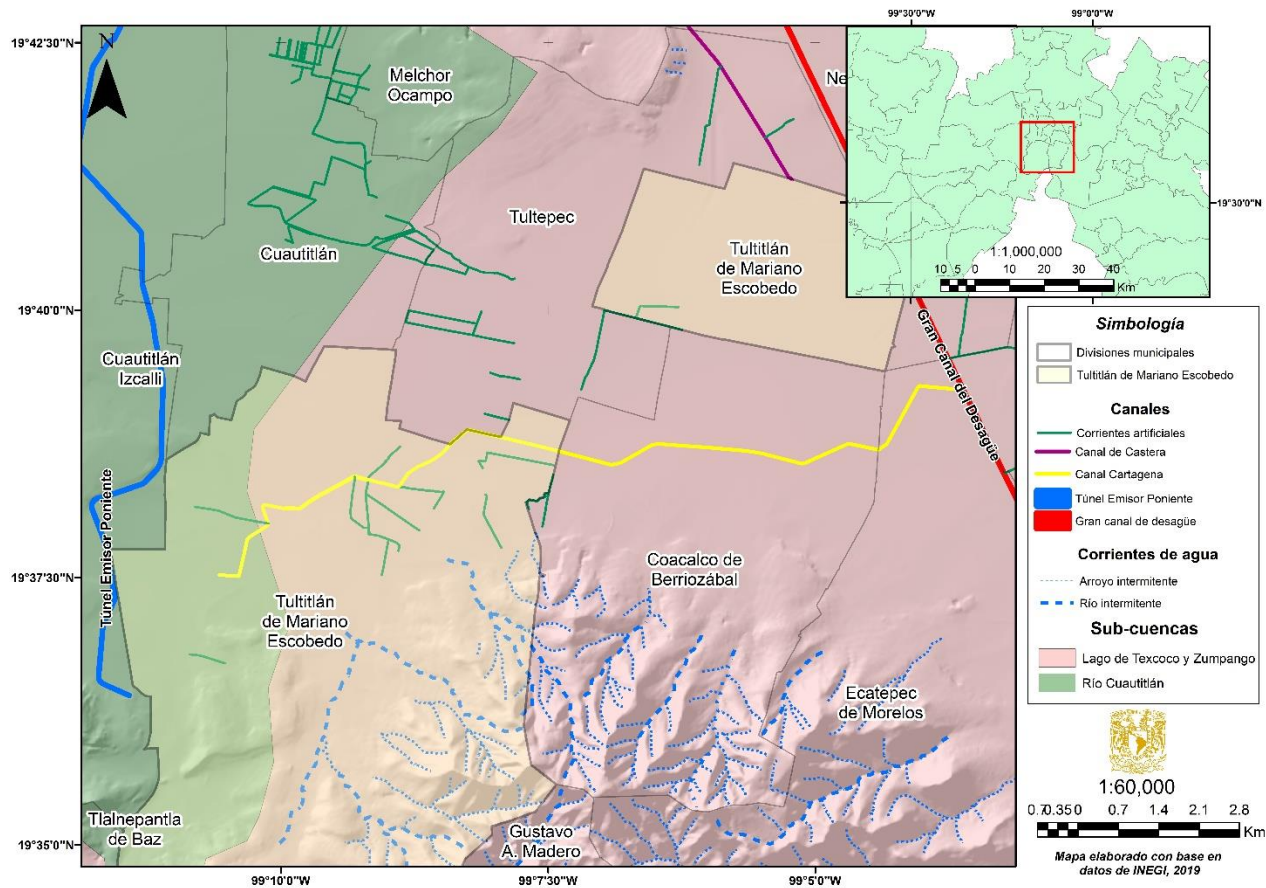 99°30'0"W
99°0'0"W
19°42'30"N
N
Melchor
Ocampo
Ne
19°30'0"N
1:1,000,000
10 5 0 10 20 30 40
Km
Tultepec
Cuautitlán
Tultitlán
de Mariano
Escobedo
19°40'0"N
Gran Canal del Desagüe
Cuautitlán
Izcalli
Túnel Emisor Poniente
19°37'30"N
Coacalco de
Berriozábal
Tultitlán
de Mariano
Escobedo
Ecatepec
de Morelos
Tlalnepantla
de Baz
Gustavo
A. Madero
19°35'0"N
99°10'0"W
99°7'30"W
99°5'0"W
Simbología
Divisiones municipales
Tultitlán de Mariano Escobedo
Canales
Corrientes artificiales
Canal de Castera
Canal Cartagena
Túnel Emisor Poniente
Gran canal de desagüe
Corrientes de agua
Arroyo intermitente
Río intermitente
Sub-cuencas
Lago de Texcoco y Zumpango
Río Cuautitlán
1:60,000
0.70.350 0.7 1.4 2.1 2.8
Km
Mapa elaborado con base en
datos de INEGI, 2019